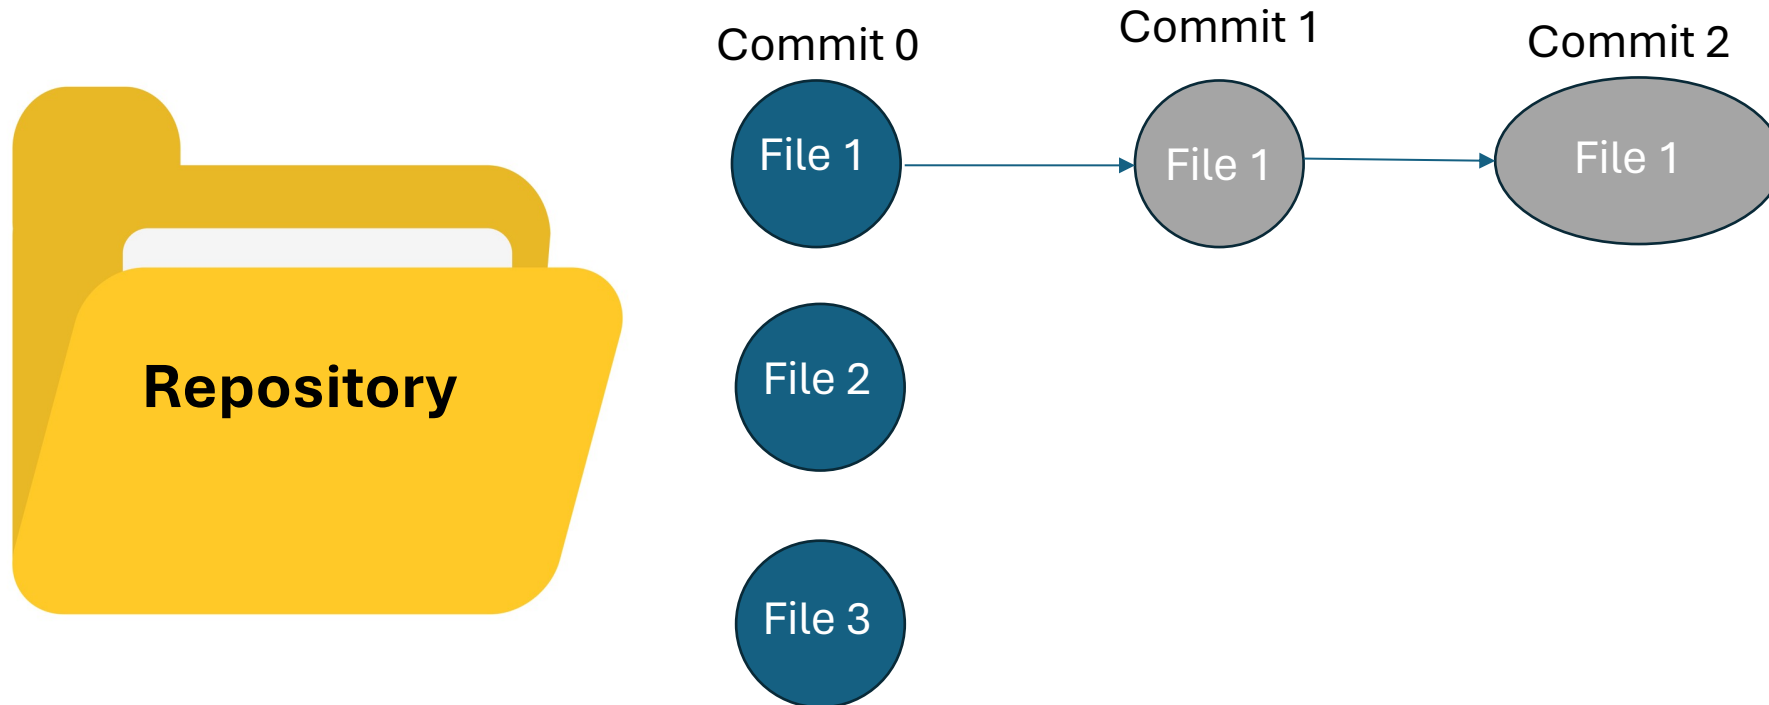 Commit 0
Commit 1
Commit 2
File 1
File 1
File 1
Repository
File 2
File 3